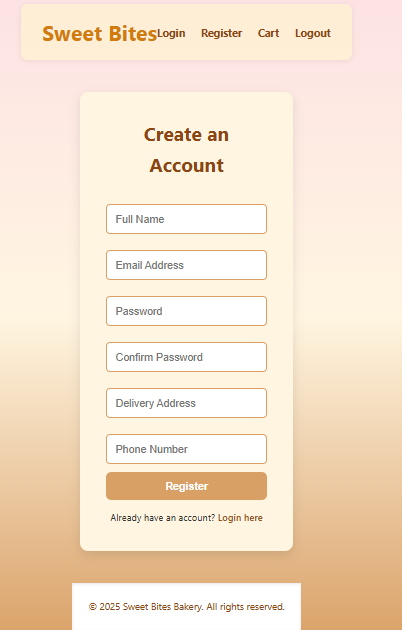 Sweet Bites Login Register Cart Logout
Create an
Account
Full Name
Email Address
Password
Confirm Password
Delivery Address
Phone Number
Register
Already have an account? Login here
© 2025 Sweet Bites Bakery. All rights reserved.